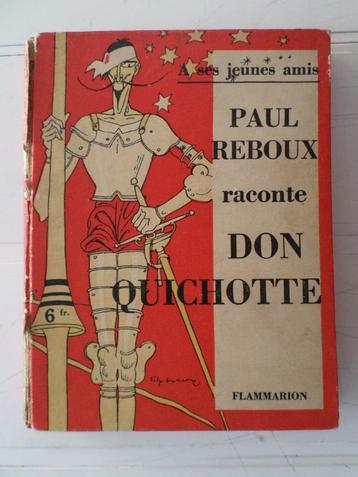 A ses jeunes amis
PAUL
REBOUX
raconte
DON
QUICHOTTE
6 fr.
FLAMMARION